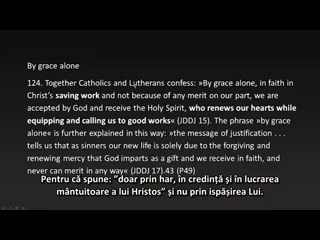 By grace alone
124. Together Catholics and Lutherans confess: »By grace alone, in faith in
Christ's saving work and not because of any merit on our part, we are
accepted by God and receive the Holy Spirit, who renews our hearts while
equipping and calling us to good works« (JDDJ 15). The phrase »by grace
alone« is further explained in this way: »the message of justification . . .
tells us that as sinners our new life is solely due to the forgiving and
renewing mercy that God imparts as a gift and we receive in faith, and
never can merit in any way« (JDDJ 17).43 (P49)
Pentru că spune: “doar prin har, în credință și în lucrarea
mântuitoare a lui Hristos” și nu prin ispășirea Lui.